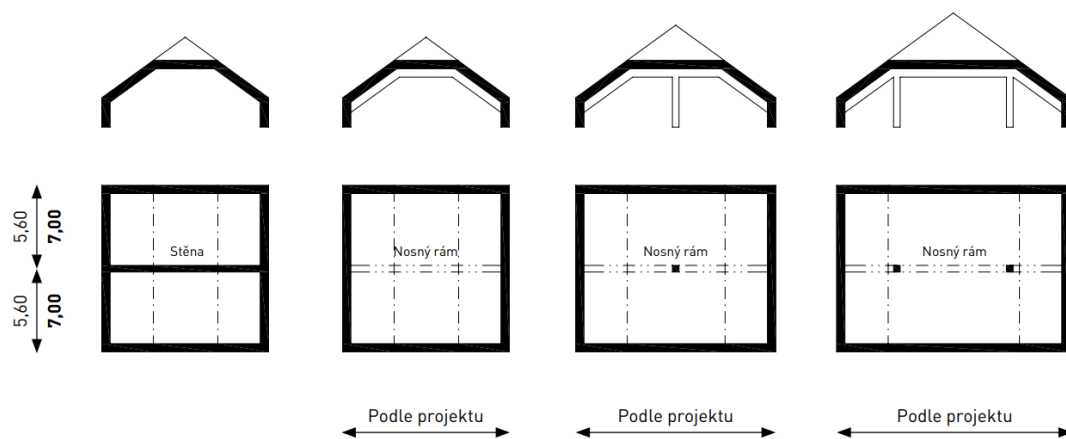 5,60
7,00
Stěna
Nosný rám
Nosný rám
Nosný rám
5,60
7,00
Podle projektu
Podle projektu
Podle projektu